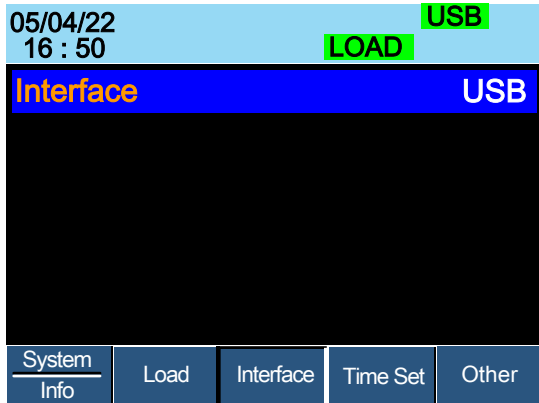 05/04/22 USB
16 : 50 LOAD
Interface USB
System
Info
Load
Interface
Time Set
Other